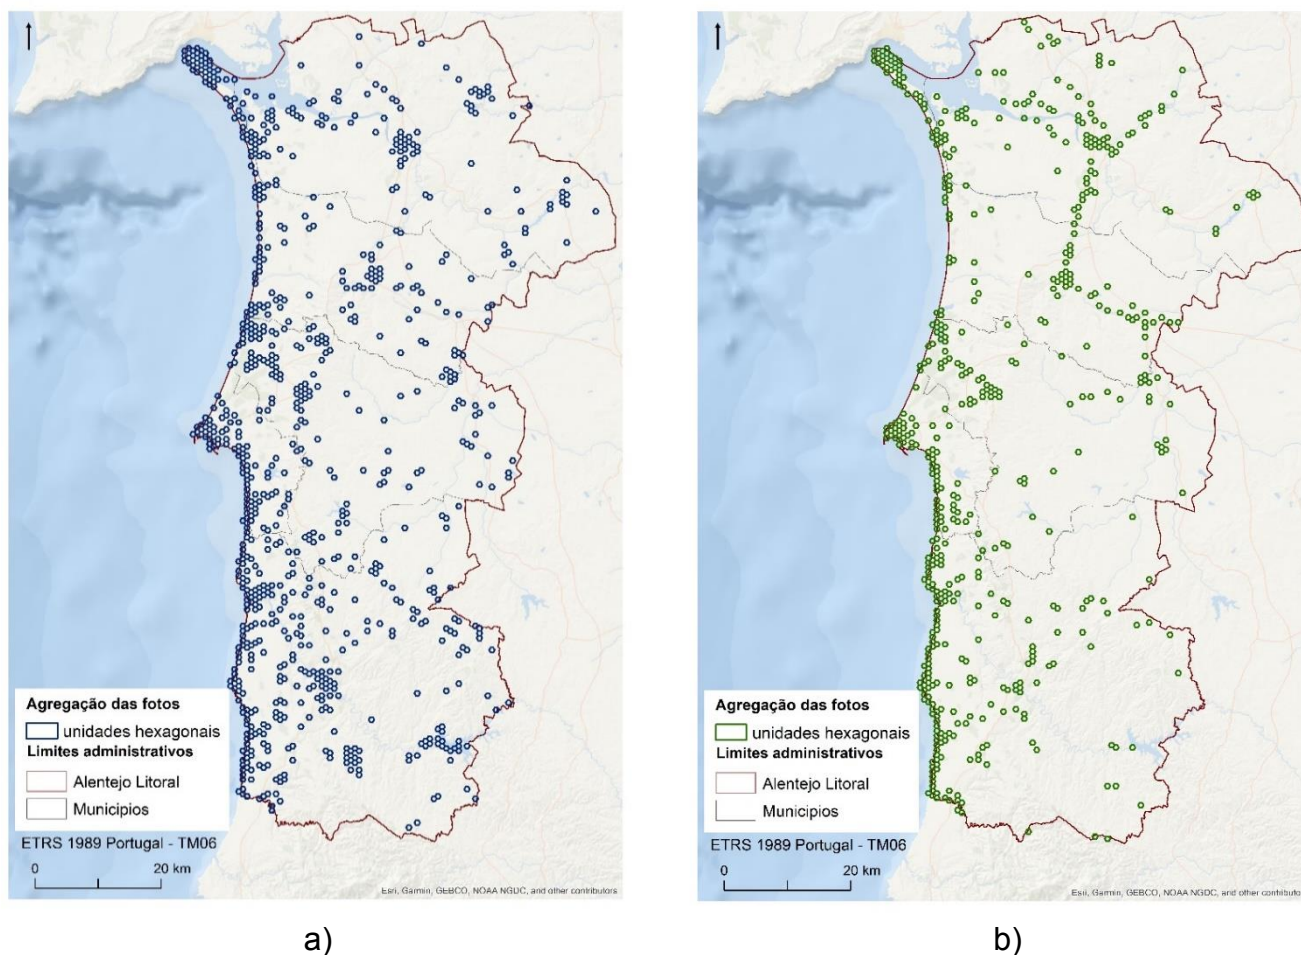 Agregação das fotos
unidades hexagonais
Limites administrativos
Alentejo Litoral
Municipios
ETRS 1989 Portugal - TM06
0 20 km
Esri, Garmin, GEBCO, NOAA NGDC, and other contributors
a)
Agregação das fotos
unidades hexagonais
Limites administrativos
Alentejo Litoral
Municipios
ETRS 1989 Portugal - TM06
0 20 km
Esri, Garmin, GEBCO, NOAA NGDC, and other contributo
b)